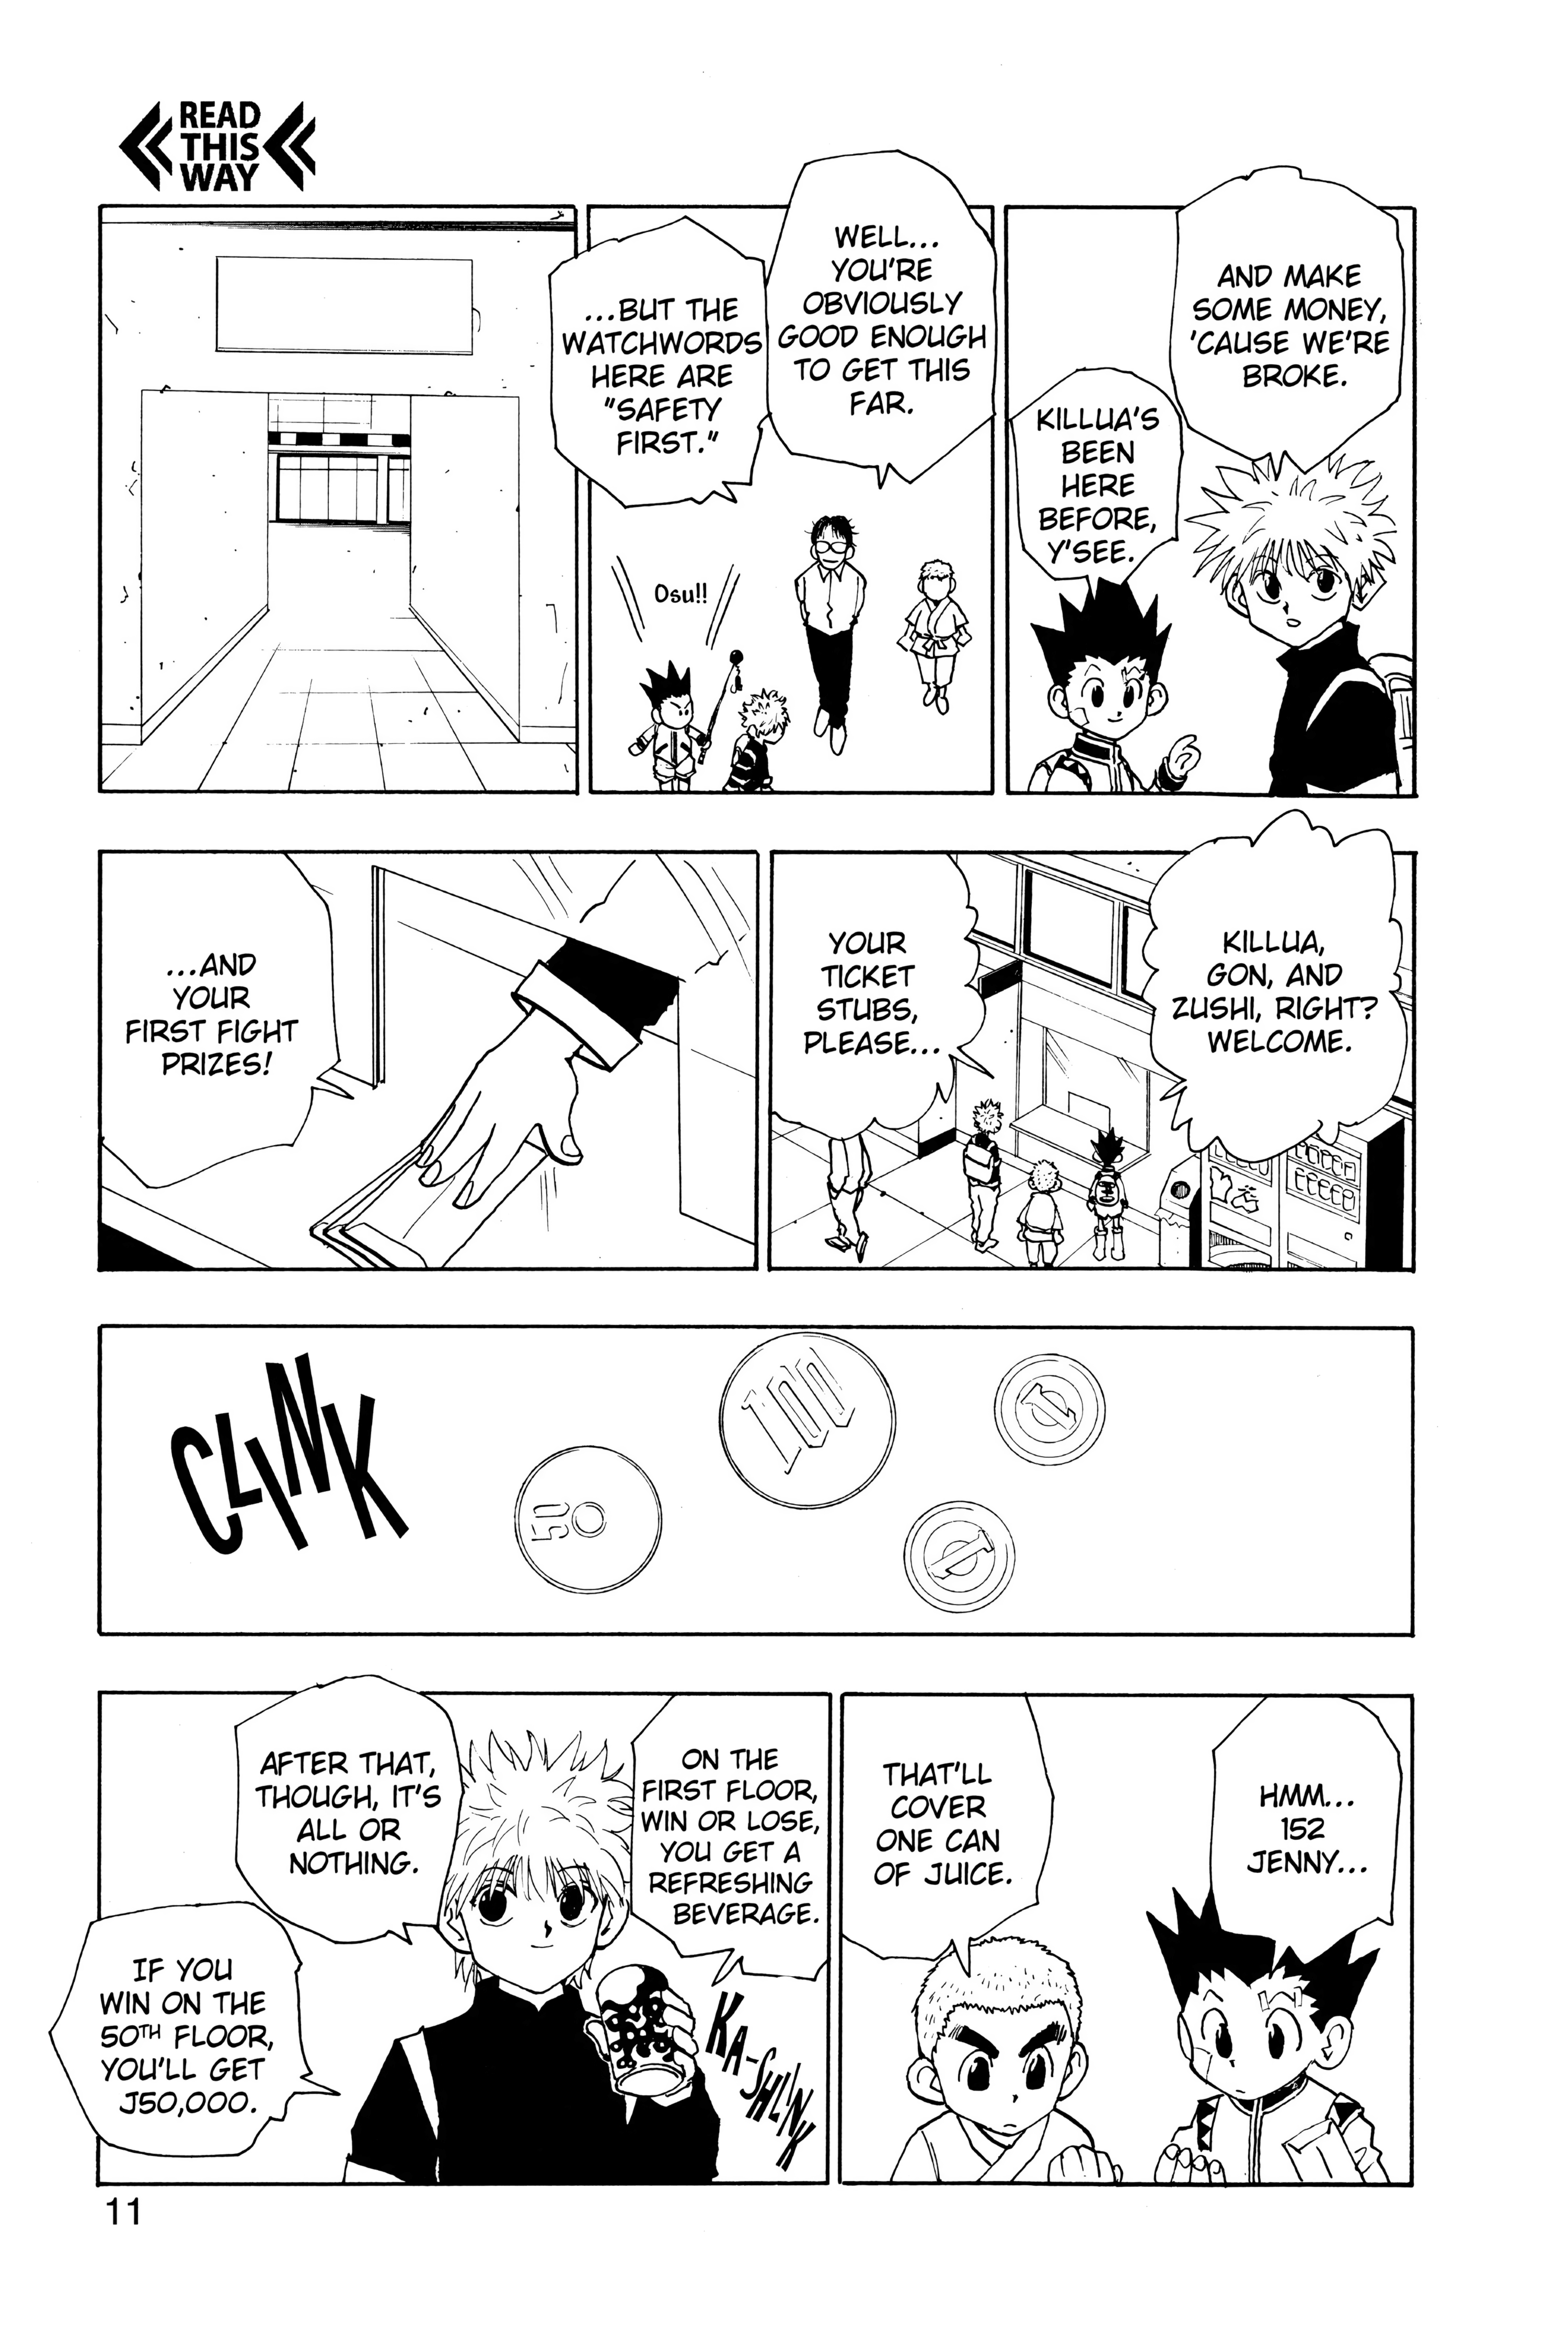 READ
THIS
WAY
AND MAKE
SOME MONEY,
'CAUSE WE'RE
BROKE.
KILLUA'S
BEEN
HERE
BEFORE,
Y'SEE.
WELL...
YOU'RE
OBVIOUSLY
GOOD ENOUGH
TO GET THIS
FAR.
...BUT THE
WATCHWORDS
HERE ARE
"SAFETY
FIRST."
Osu!!
KILLUA,
GON, AND
ZUSHI, RIGHT?
WELCOME.
YOUR
TICKET
STUBS,
PLEASE...
...AND
YOUR
FIRST FIGHT
PRIZES!
CLINK
50
100
1
1
HMM...
152
JENNY...
THAT'LL
COVER
ONE CAN
OF JUICE.
ON THE
FIRST FLOOR,
WIN OR LOSE,
YOU GET A
REFRESHING
BEVERAGE.
KA-SHLINK
AFTER THAT,
THOUGH, IT'S
ALL OR
NOTHING.
IF YOU
WIN ON THE
50TH FLOOR,
YOU'LL GET
J50,000.
11